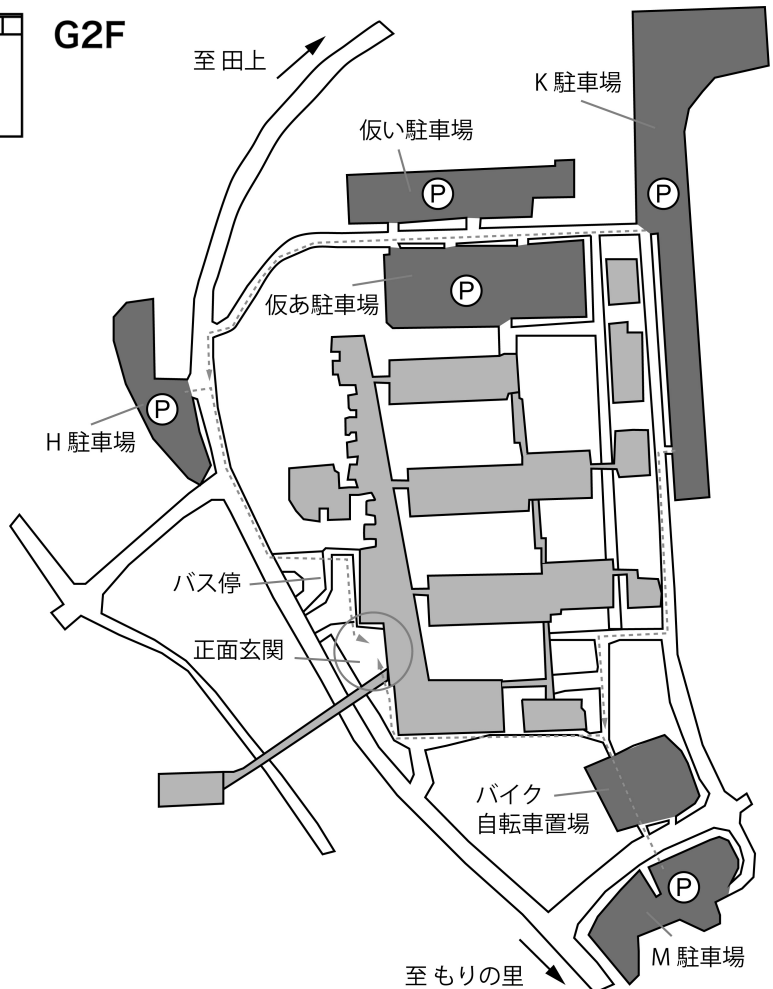 G2F
至 田上
K 駐車場
仮い駐車場
P
P
仮あ駐車場
P
P
H 駐車場
バス停
正面玄関
バイク
自転車置場
P
M 駐車場
至 もりの里